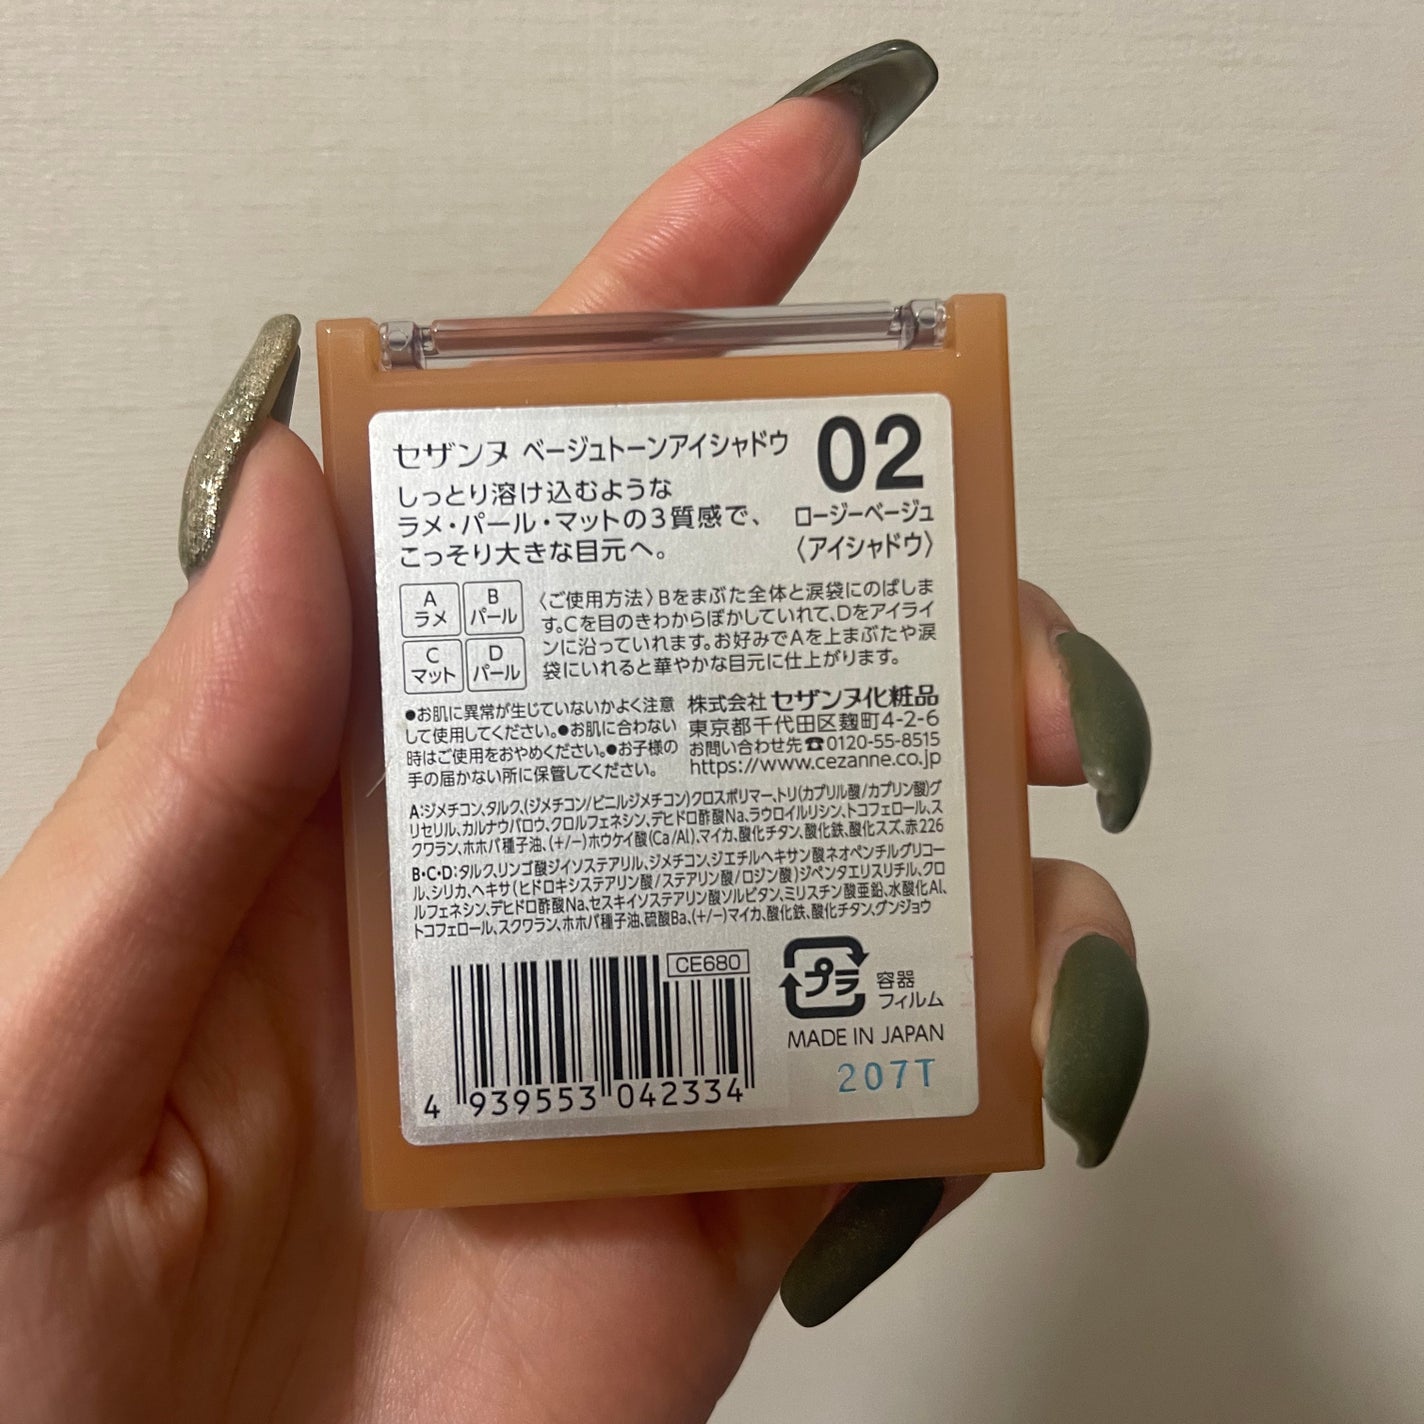 セザンヌ ベージュトーンアイシャドウ
02
しっとり溶け込むような
ラメ・パール・マットの3質感で、
こっそり大きな目元へ。
ロージーベージュ
〈アイシャドウ〉
A
ラメ
B
パール
C
マット
D
パール
〈ご使用方法〉Bをまぶた全体と涙袋にのばしま
す。Cを目のきわからぼかしていれて、Dをアイライ
ンに沿っていれます。お好みでAを上まぶたや涙
袋にいれると華やかな目元に仕上がります。
●お肌に異常が生じていないかよく注意
して使用してください。●お肌に合わない
時はご使用をおやめください。●お子様の
手の届かない所に保管してください。
株式会社 セザンヌ化粧品
東京都千代田区麹町4-2-6
お問い合わせ先☎0120-55-8515
https://www.cezanne.co.jp
A:ジメチコン、タルク、(ジメチコン/ビニルジメチコン)クロスポリマー、トリ(カプリル酸/カプリン酸)グ
リセリル、カルナウバロウ、クロルフェネシン、デヒドロ酢酸Na、ラウロイルリシン、トコフェロール、ス
クワラン、ホホバ種子油、(+/-)ホウケイ酸(Ca/Al)、マイカ、酸化チタン、酸化鉄、酸化スズ、赤226
B・C・D:タルク、リンゴ酸ジイソステアリル、ジメチコン、ジエチルヘキサン酸ネオペンチルグリコー
ル、シリカ、ヘキサ(ヒドロキシステアリン酸/ステアリン酸/ロジン酸)ジペンタエリスリチル、クロ
ルフェネシン、デヒドロ酢酸Na、セスキイソステアリン酸ソルビタン、ミリスチン酸亜鉛、水酸化Al、
トコフェロール、スクワラン、ホホバ種子油、硫酸Ba、(+/-)マイカ、酸化鉄、酸化チタン、グンジョウ
CE680
4 939553 042334
プラ
容器
フィルム
MADE IN JAPAN
207T